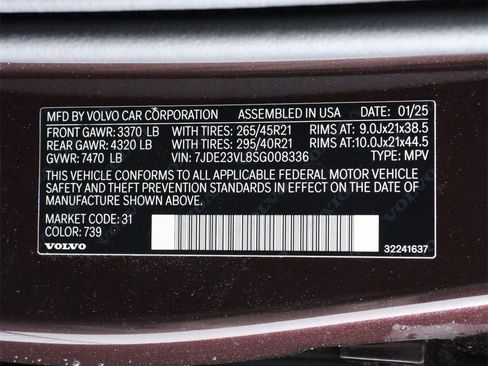 MFD BY VOLVO CAR CORPORATION ASSEMBLED IN USA DATE: 01/25
FRONT GAWR: 3370 LB WITH TIRES: 265/45R21 RIMS AT: 9.0Jx21x38.5
REAR GAWR: 4320 LB WITH TIRES: 295/40R21 RIMS AT: 10.0Jx21x44.5
GVWR: 7470 LB VIN: 7JDE23VL8SG008336 TYPE: MPV
THIS VEHICLE CONFORMS TO ALL APPLICABLE FEDERAL MOTOR VEHICLE
SAFETY AND THEFT PREVENTION STANDARDS IN EFFECT ON THE DATE OF
MANUFACTURE SHOWN ABOVE.
MARKET CODE: 31
COLOR: 739
VOLVO 32241637